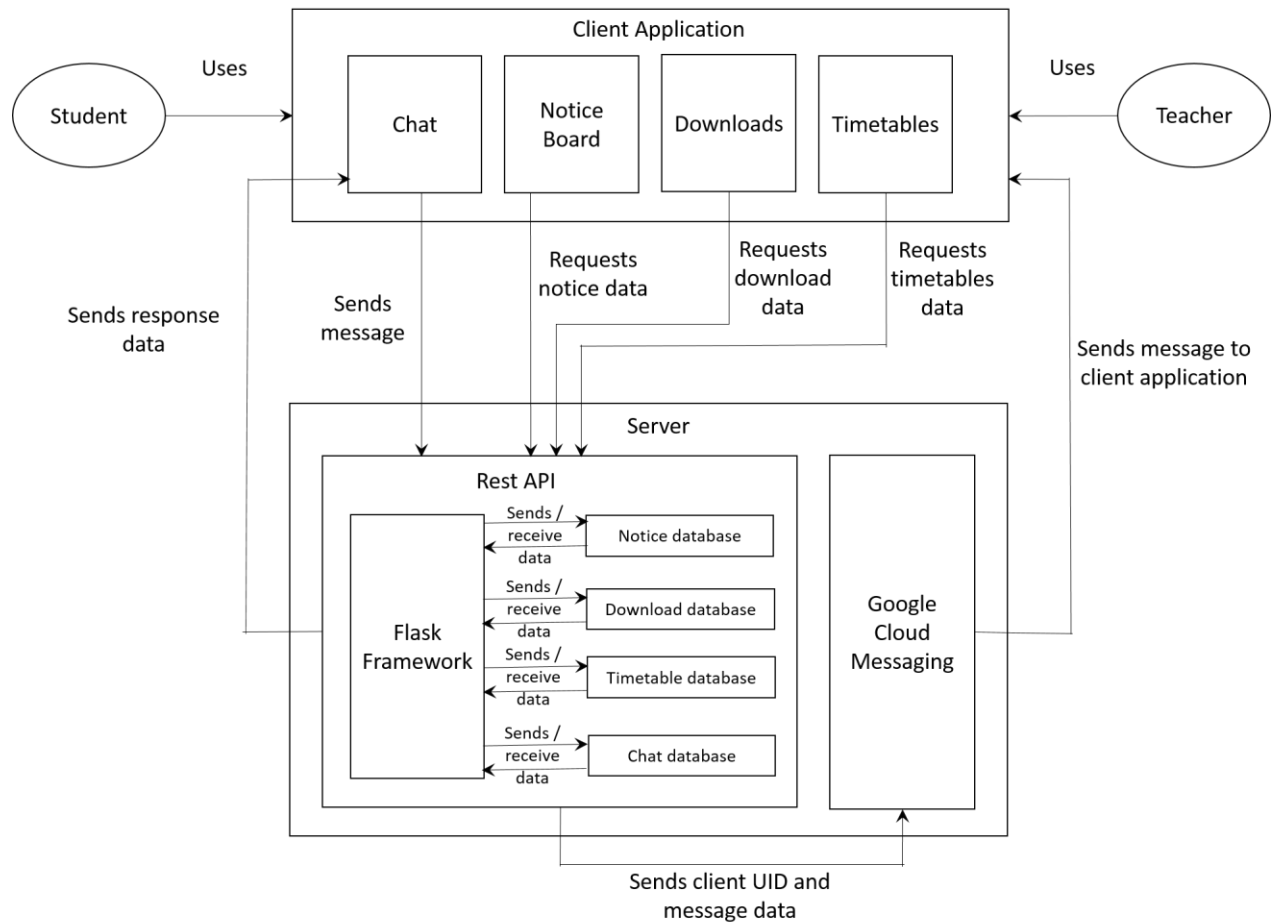 Client Application
Uses
Uses
Student
Chat
Notice
Board
Downloads
Timetables
Teacher
Sends response
data
Sends
message
Requests
notice data
Requests
download
data
Requests
timetables
data
Sends message to
client application
Server
Rest API
Flask
Framework
Sends /
receive
data
Notice database
Sends /
receive
data
Download database
Sends /
receive
data
Timetable database
Sends /
receive
data
Chat database
Google
Cloud
Messaging
Sends client UID and
message data